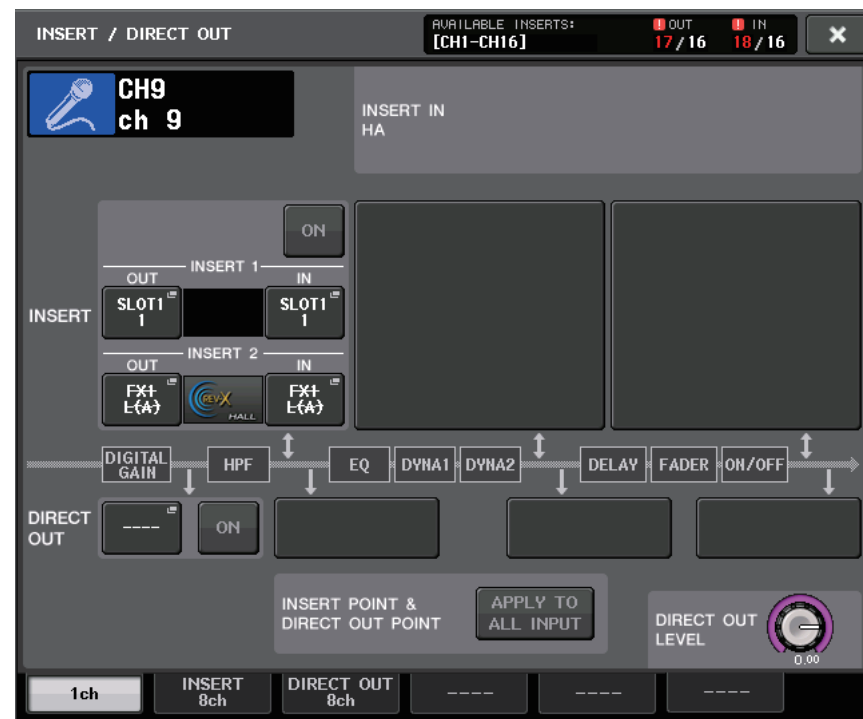 INSERT / DIRECT OUT
AVAILABLE INSERTS:
[CH1-CH16]
! OUT
17/16
! IN
18/16
×
CH9
ch 9
INSERT IN
HA
ON
INSERT 1
OUT
IN
INSERT
SLOT1
1
SLOT1
1
INSERT 2
OUT
IN
FX1
L(A)
REV-X
HALL
FX1
L(A)
DIGITAL
GAIN
HPF
EQ
DYNA1
DYNA2
DELAY
FADER
ON/OFF
DIRECT
OUT
----
ON
INSERT POINT &
DIRECT OUT POINT
APPLY TO
ALL INPUT
DIRECT OUT
LEVEL
0.00
1ch
INSERT
8ch
DIRECT OUT
8ch
----
----
----